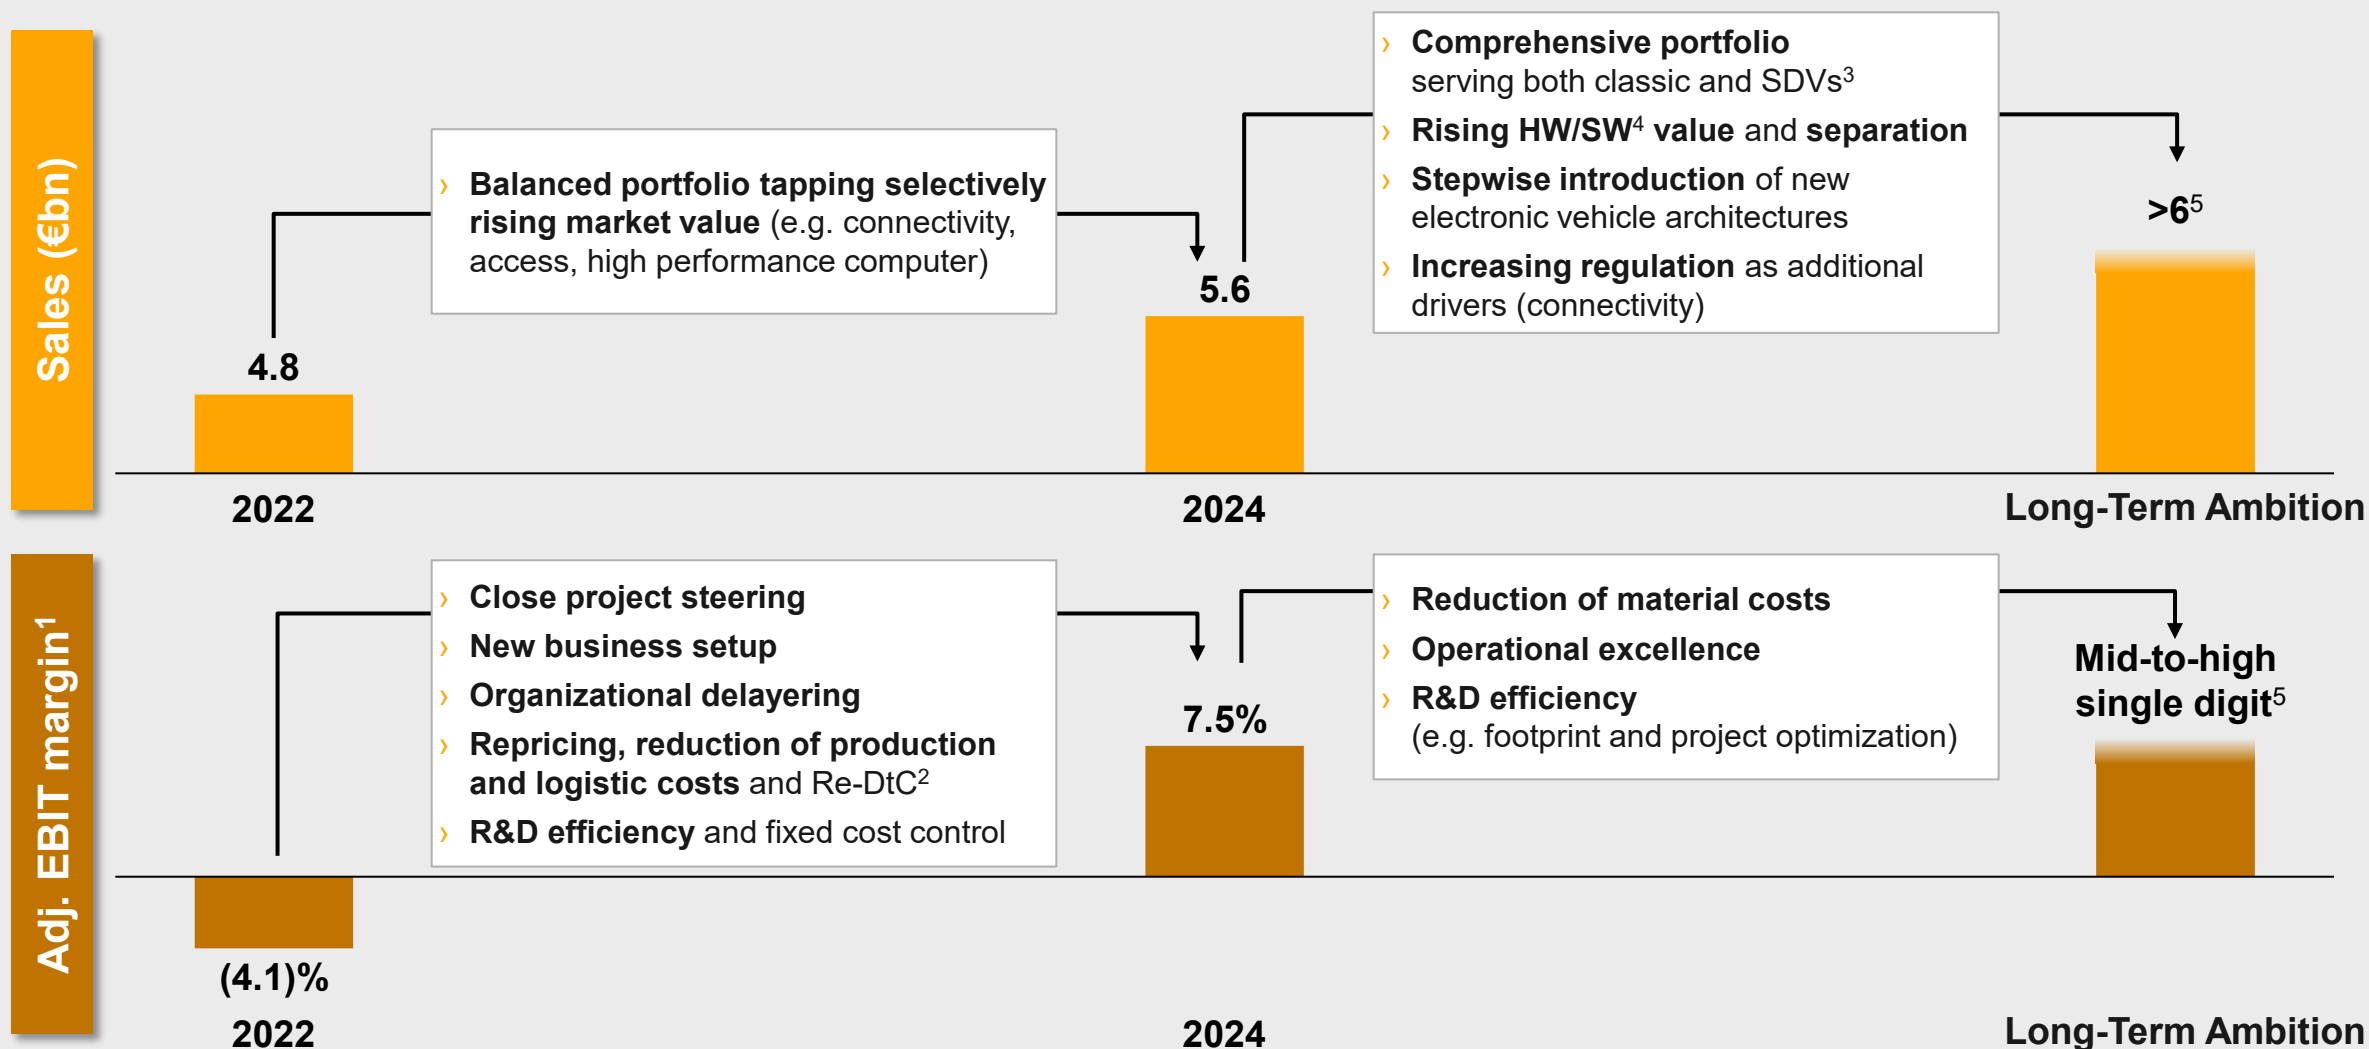 Sales (€bn)
› Comprehensive portfolio
serving both classic and SDVs³
› Rising HW/SW⁴ value and separation
› Stepwise introduction of new
electronic vehicle architectures
› Increasing regulation as additional
drivers (connectivity)
› Balanced portfolio tapping selectively
rising market value (e.g. connectivity,
access, high performance computer)
4.8
5.6
>6⁵
2022
2024
Long-Term Ambition
Adj. EBIT margin¹
› Close project steering
› New business setup
› Organizational delayering
› Repricing, reduction of production
and logistic costs and Re-DtC²
› R&D efficiency and fixed cost control
› Reduction of material costs
› Operational excellence
› R&D efficiency
(e.g. footprint and project optimization)
(4.1)%
7.5%
Mid-to-high
single digit⁵
2022
2024
Long-Term Ambition